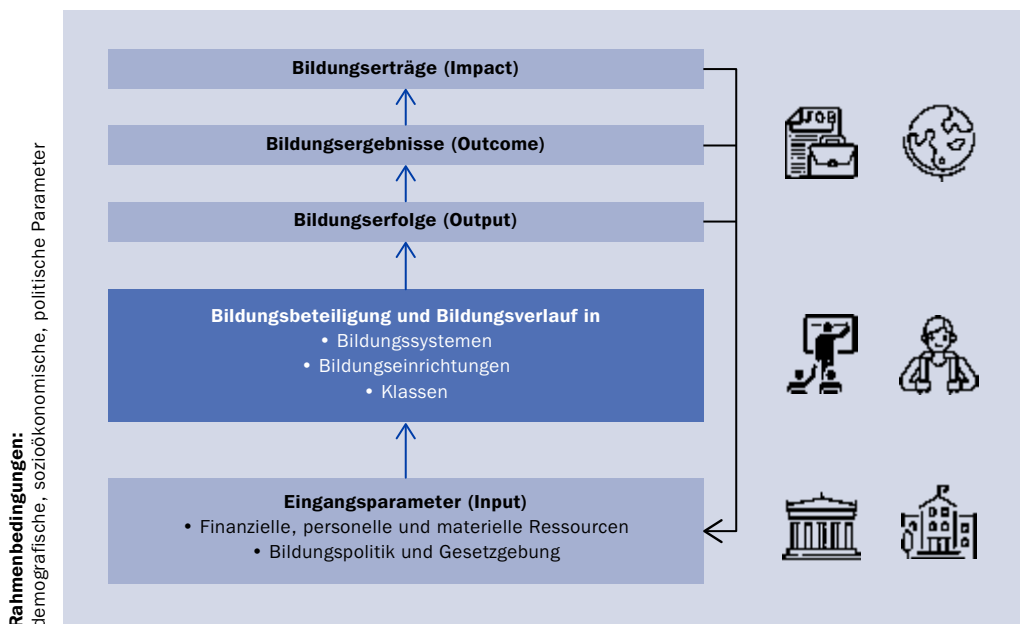 Rahmenbedingungen:
demografische, sozioökonomische, politische Parameter
Bildungserträge (Impact)
Bildungsergebnisse (Outcome)
Bildungserfolge (Output)
Bildungsbeteiligung und Bildungsverlauf in
• Bildungssystemen
• Bildungseinrichtungen
• Klassen
Eingangsparameter (Input)
• Finanzielle, personelle und materielle Ressourcen
• Bildungspolitik und Gesetzgebung
JOB